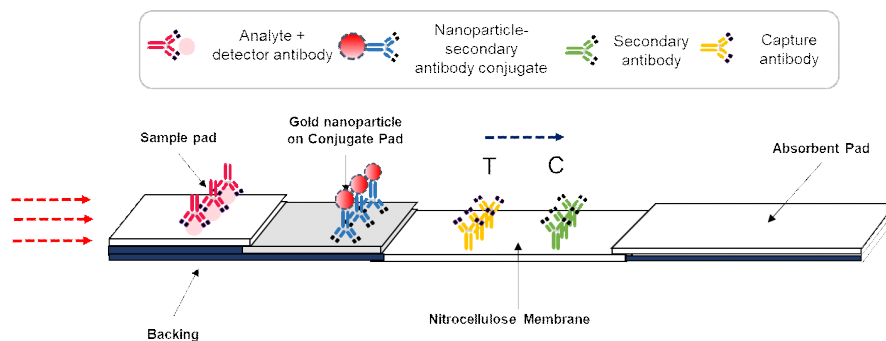 Analyte +
detector antibody
Nanoparticle-
secondary
antibody conjugate
Secondary
antibody
Capture
antibody
Sample pad
Gold nanoparticle
on Conjugate Pad
T
C
Absorbent Pad
Nitrocellulose Membrane
Backing